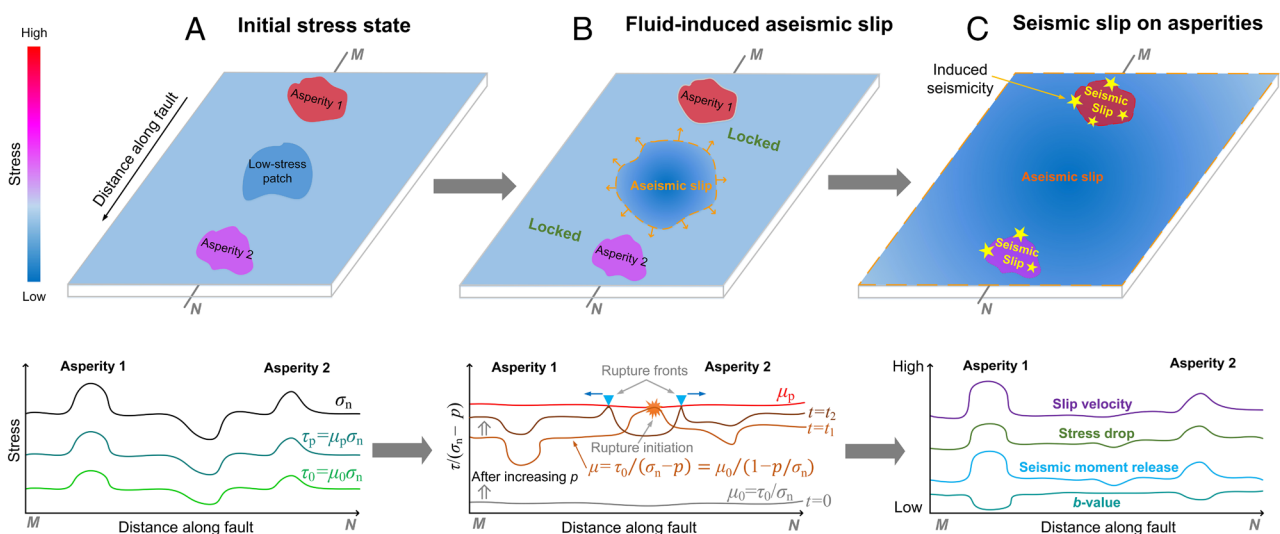 A Initial stress state
B Fluid-induced aseismic slip
C Seismic slip on asperities
High
Stress
Low
Distance along fault
M
Asperity 1
Low-stress
patch
Asperity 2
N
M
Asperity 1
Locked
Aseismic slip
Locked
Asperity 2
N
Induced
seismicity
M
Seismic
Slip
Aseismic slip
Seismic
Slip
N
Asperity 1
Asperity 2
σn
τp=μpσn
τ0=μ0σn
Stress
M
Distance along fault
N
Asperity 1
Asperity 2
Rupture fronts
μp
t=t2
t=t1
Rupture initiation
μ=τ0/(σn−p) = μ0/(1−p/σn)
After increasing p
μ0=τ0/σn
t=0
τ/(σn− p)
M
Distance along fault
N
High
Asperity 1
Asperity 2
Slip velocity
Stress drop
Seismic moment release
b-value
Low
M
Distance along fault
N